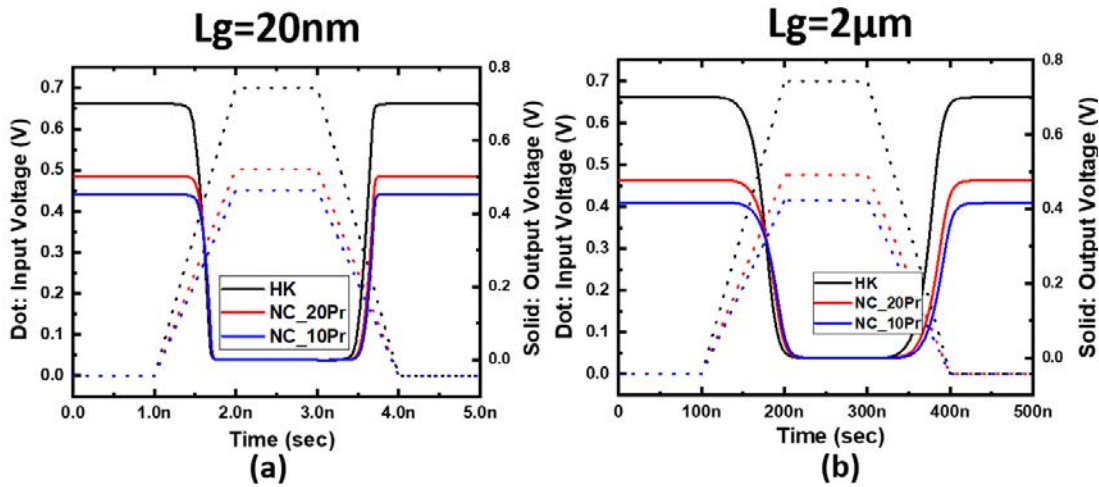 Lg=20nm
Lg=2μm
Dot: Input Voltage (V)
0.7
0.6
0.5
0.4
0.3
0.2
0.1
0.0
0.8
0.6
0.4
0.2
0.0
Solid: Output Voltage (V)
HK
NC_20Pr
NC_10Pr
0.0 1.0n 2.0n 3.0n 4.0n 5.0n
Time (sec)
(a)
Dot: Input Voltage (V)
0.7
0.6
0.5
0.4
0.3
0.2
0.1
0.0
0.8
0.6
0.4
0.2
0.0
Solid: Output Voltage (V)
HK
NC_20Pr
NC_10Pr
0 100n 200n 300n 400n 500n
Time (sec)
(b)